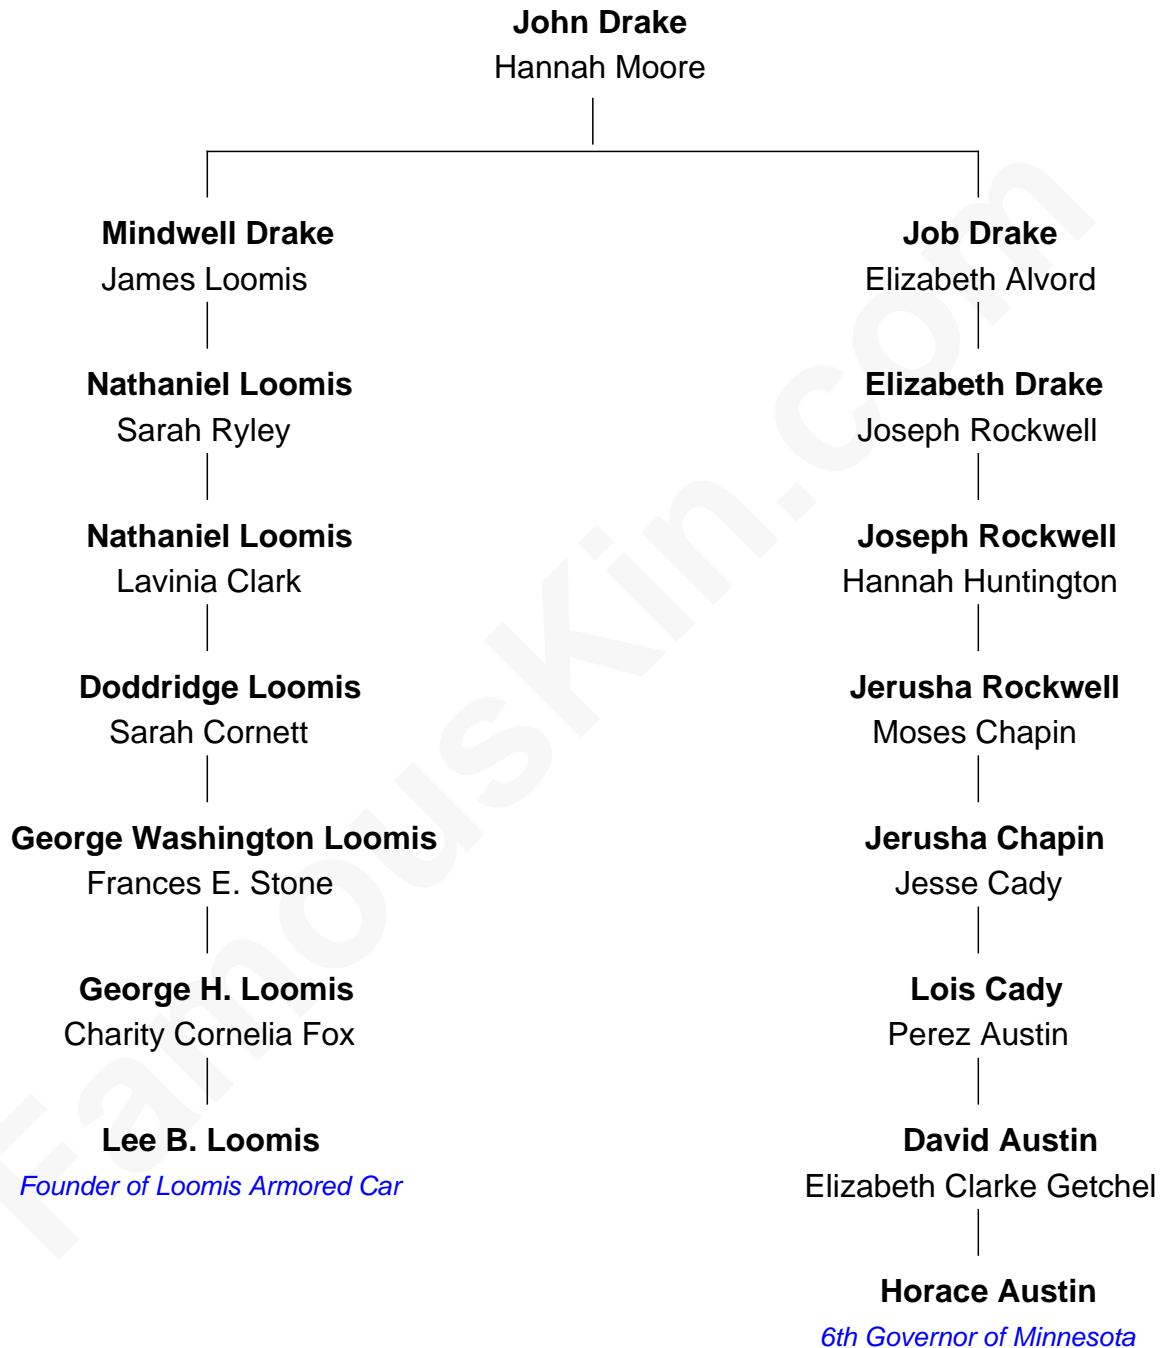 John Drake
Hannah Moore
Mindwell Drake
James Loomis
Job Drake
Elizabeth Alvord
Nathaniel Loomis
Sarah Ryley
Elizabeth Drake
Joseph Rockwell
Nathaniel Loomis
Lavinia Clark
Joseph Rockwell
Hannah Huntington
Doddridge Loomis
Sarah Cornett
Jerusha Rockwell
Moses Chapin
George Washington Loomis
Frances E. Stone
Jerusha Chapin
Jesse Cady
George H. Loomis
Charity Cornelia Fox
Lois Cady
Perez Austin
Lee B. Loomis
Founder of Loomis Armored Car
David Austin
Elizabeth Clarke Getchel
Horace Austin
6th Governor of Minnesota
FamousKin.com